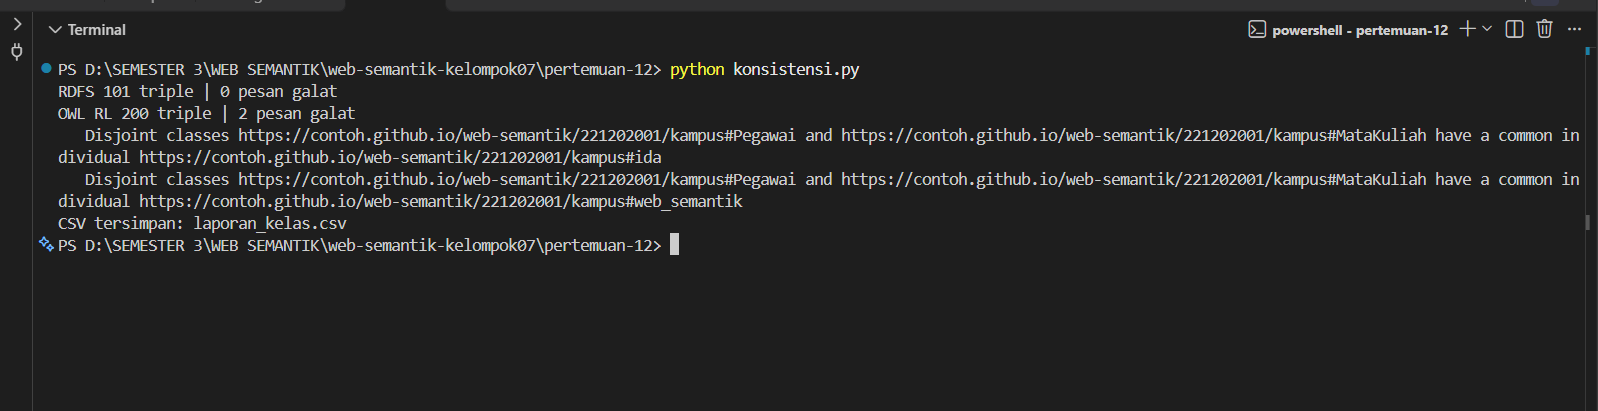 Terminal
powershell - pertemuan-12
PS D:\SEMESTER 3\WEB SEMANTIK\web-semantik-kelompok07\pertemuan-12> python konsistensi.py
RDFS 101 triple | 0 pesan galat
OWL RL 200 triple | 2 pesan galat
Disjoint classes https://contoh.github.io/web-semantik/221202001/kampus#Pegawai and https://contoh.github.io/web-semantik/221202001/kampus#MataKuliah have a common in
dividual https://contoh.github.io/web-semantik/221202001/kampus#ida
Disjoint classes https://contoh.github.io/web-semantik/221202001/kampus#Pegawai and https://contoh.github.io/web-semantik/221202001/kampus#MataKuliah have a common in
dividual https://contoh.github.io/web-semantik/221202001/kampus#web_semantik
CSV tersimpan: laporan_kelas.csv
PS D:\SEMESTER 3\WEB SEMANTIK\web-semantik-kelompok07\pertemuan-12>